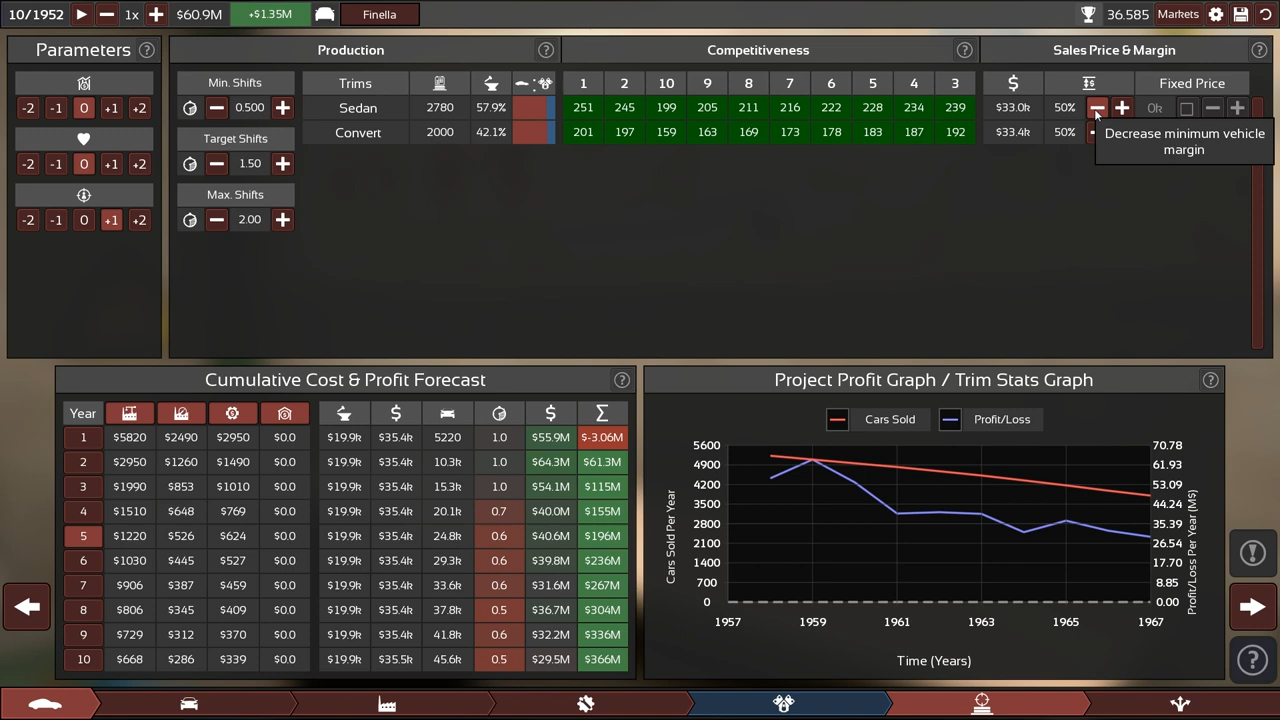 10/1952 1x $60.9M +$1.35M Finella 36.585 Markets
Parameters ?
-2 -1 0 +1 +2
-2 -1 0 +1 +2
-2 -1 0 +1 +2
Production ? Competitiveness ? Sales Price & Margin ?
Min. Shifts
0.500
Target Shifts
1.50
Max. Shifts
2.00
Trims 1 2 10 9 8 7 6 5 4 3 $ Fixed Price
Sedan 2780 57.9% 251 245 199 205 211 216 222 228 234 239 $33.0k 50% 0k
Convert 2000 42.1% 201 197 159 163 169 173 178 183 187 192 $33.4k 50%
Decrease minimum vehicle
margin
Cumulative Cost & Profit Forecast ?
Year $ $ Σ
1 $5820 $2490 $2950 $0.0 $19.9k $35.4k 5220 1.0 $55.9M $-3.06M
2 $2950 $1260 $1490 $0.0 $19.9k $35.4k 10.3k 1.0 $64.3M $61.3M
3 $1990 $853 $1010 $0.0 $19.9k $35.4k 15.3k 1.0 $54.1M $115M
4 $1510 $648 $769 $0.0 $19.9k $35.4k 20.1k 0.7 $40.0M $155M
5 $1220 $526 $624 $0.0 $19.9k $35.4k 24.8k 0.6 $40.6M $196M
6 $1030 $445 $527 $0.0 $19.9k $35.4k 29.3k 0.6 $39.8M $236M
7 $906 $387 $459 $0.0 $19.9k $35.4k 33.6k 0.6 $31.6M $267M
8 $806 $345 $409 $0.0 $19.9k $35.4k 37.8k 0.5 $36.7M $304M
9 $729 $312 $370 $0.0 $19.9k $35.4k 41.8k 0.6 $32.2M $336M
10 $668 $286 $339 $0.0 $19.9k $35.5k 45.6k 0.5 $29.5M $366M
Project Profit Graph / Trim Stats Graph ?
Cars Sold Profit/Loss
Cars Sold Per Year
5600
4900
4200
3500
2800
2100
1400
700
0
70.78
61.93
53.09
44.24
35.39
26.54
17.70
8.85
0.00
Profit/Loss Per Year (M$)
1957 1959 1961 1963 1965 1967
Time (Years)
?